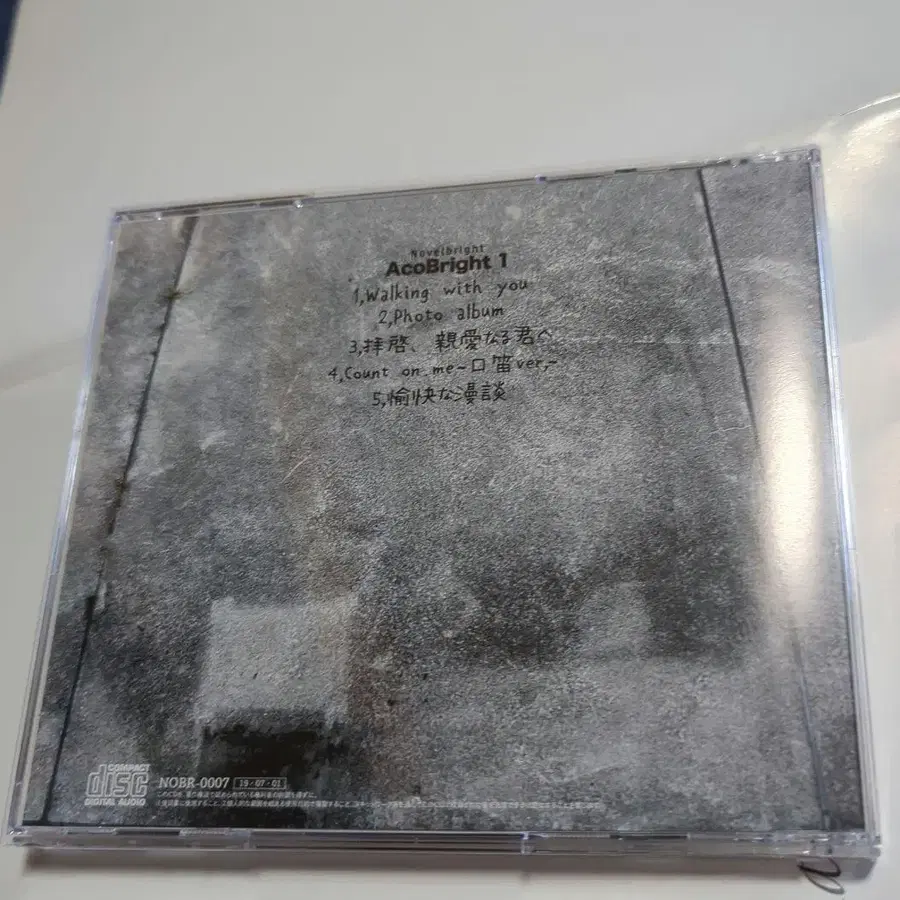 Novelbright
AcoBright 1
1,Walking with you
2,Photo album
3,拝啓、親愛なる君へ
4,Count on me~口笛ver,~
5,愉快な漫談
COMPACT
disc
DIGITAL AUDIO
NOBR-0007 19・07・01